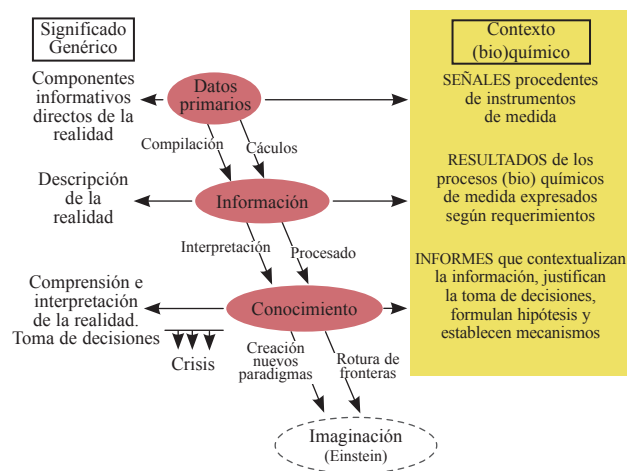 Significado
Genérico
Contexto
(bio)químico
Componentes
informativos
directos de la
realidad
Datos
primarios
SEÑALES procedentes
de instrumentos
de medida
Compilación
Cáculos
Descripción
de la
realidad
Información
RESULTADOS de los
procesos (bio) químicos
de medida expresados
según requerimientos
Interpretación
Procesado
Comprensión e
interpretación
de la realidad.
Toma de decisiones
Conocimiento
INFORMES que contextualizan
la información, justifican
la toma de decisiones,
formulan hipótesis y
establecen mecanismos
Crisis
Creación
nuevos
paradigmas
Rotura de
fronteras
Imaginación
(Einstein)